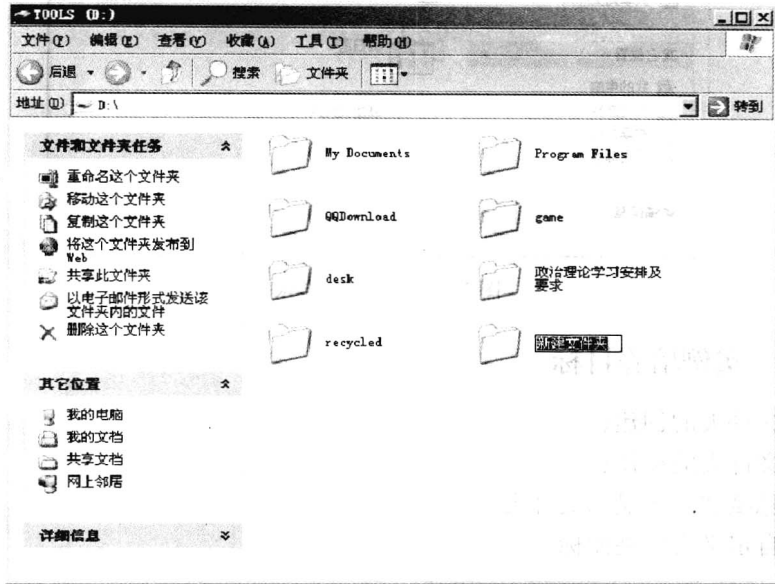 TOOLS (D:)
文件(F) 编辑(E) 查看(V) 收藏(A) 工具(T) 帮助(H)
后退 搜索 文件夹
地址(D) D:\ 转到
文件和文件夹任务
重命名这个文件夹
移动这个文件夹
复制这个文件夹
将这个文件夹发布到
Web
共享此文件夹
以电子邮件形式发送该
文件夹内的文件
删除这个文件夹
其它位置
我的电脑
我的文档
共享文档
网上邻居
详细信息
My Documents
Program Files
QQDownload
game
desk
政治理论学习安排及
要求
recycled
新建文件夹